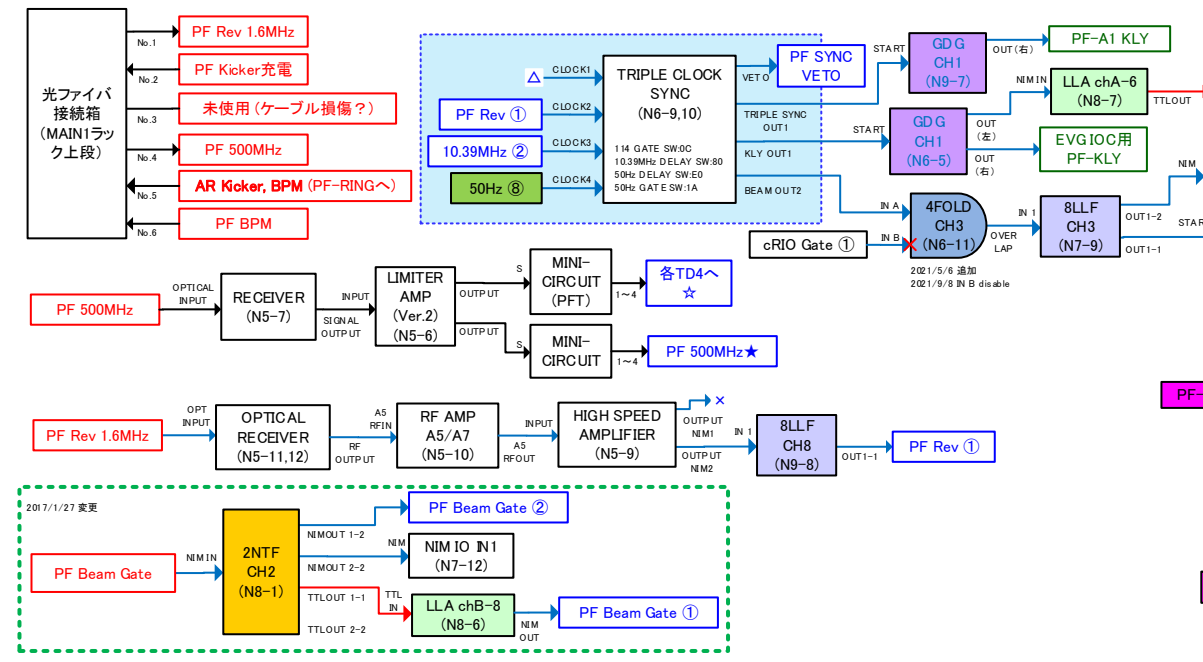 光ファイバ
接続箱
(MAIN1ラッ
ク上段)
No.1
PF Rev 1.6MHz
No.2
PF Kicker充電
No.3
未使用(ケーブル損傷？)
No.4
PF 500MHz
No.5
AR Kicker, BPM (PF-RINGへ)
No.6
PF BPM
△
CLOCK1
PF Rev ①
CLOCK2
10.39MHz ②
CLOCK3
50Hz ⑧
CLOCK4
TRIPLE CLOCK
SYNC
(N6-9,10)
114 GATE SW:0C
10.39MHz DELAY SW:80
50Hz DELAY SW:E0
50Hz GATE SW:1A
VETO
PF SYNC
VETO
TRIPLE SYNC
OUT1
KLY OUT1
BEAM OUT2
START
GDG
CH1
(N9-7)
OUT(右)
PF-A1 KLY
START
GDG
CH1
(N6-5)
OUT
(左)
OUT
(右)
NIM IN
LLA chA-6
(N8-7)
TTLOUT
EVG IOC用
PF-KLY
cRIO Gate ①
IN A
IN B
4FOLD
CH3
(N6-11)
OVER
LAP
2021/5/6 追加
2021/9/8 IN B disable
IN 1
8LLF
CH3
(N7-9)
OUT1-2
OUT1-1
NIM
STAR
PF 500MHz
OPTICAL
INPUT
RECEIVER
(N5-7)
SIGNAL
OUTPUT
INPUT
LIMITER
AMP
(Ver.2)
(N5-6)
OUTPUT
OUTPUT
S
MINI-
CIRCUIT
(PFT)
1～4
各TD4へ
☆
S
MINI-
CIRCUIT
1～4
PF 500MHz★
PF-
PF Rev 1.6MHz
OPT
INPUT
OPTICAL
RECEIVER
(N5-11,12)
RF
OUTPUT
A5
RFIN
RF AMP
A5/A7
(N5-10)
A5
RFOUT
INPUT
HIGH SPEED
AMPLIFIER
(N5-9)
×
OUTPUT
NIM1
OUTPUT
NIM2
IN 1
8LLF
CH8
(N9-8)
OUT1-1
PF Rev ①
2017/1/27 変更
PF Beam Gate
NIM IN
2NTF
CH2
(N8-1)
NIMOUT 1-2
PF Beam Gate ②
NIMOUT 2-2
NIM
NIM IO IN1
(N7-12)
TTLOUT 1-1
TTLOUT 2-2
TTL
IN
LLA chB-8
(N8-6)
NIM
OUT
PF Beam Gate ①